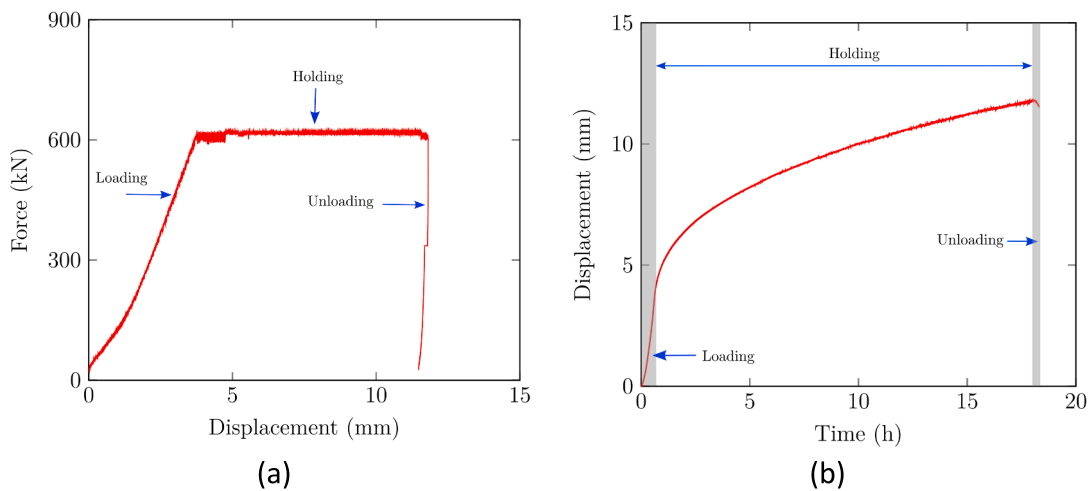 900
600
300
0
Force (kN)
Holding
Loading
Unloading
0
5
10
15
Displacement (mm)
(a)
15
10
5
0
Displacement (mm)
Holding
Unloading
Loading
0
5
10
15
20
Time (h)
(b)